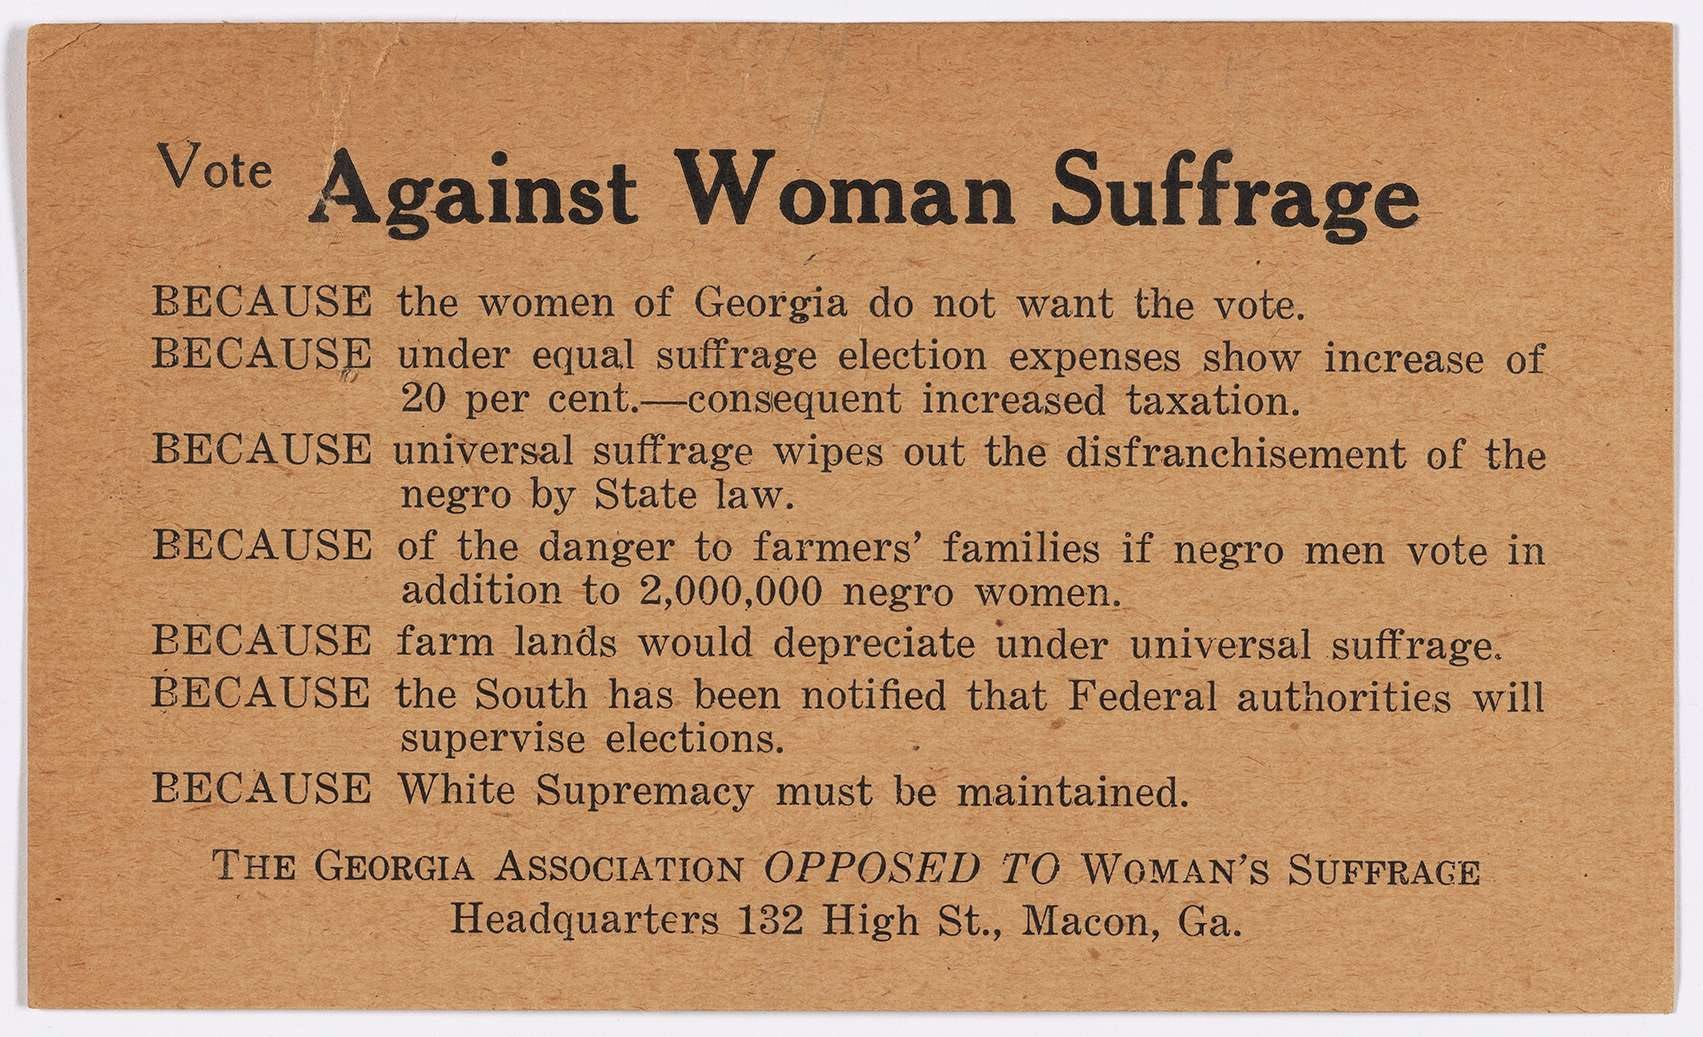 Vote Against Woman Suffrage
BECAUSE the women of Georgia do not want the vote.
BECAUSE under equal suffrage election expenses show increase of
20 per cent.—consequent increased taxation.
BECAUSE universal suffrage wipes out the disfranchisement of the
negro by State law.
BECAUSE of the danger to farmers' families if negro men vote in
addition to 2,000,000 negro women.
BECAUSE farm lands would depreciate under universal suffrage.
BECAUSE the South has been notified that Federal authorities will
supervise elections.
BECAUSE White Supremacy must be maintained.
THE GEORGIA ASSOCIATION OPPOSED TO WOMAN'S SUFFRAGE
Headquarters 132 High St., Macon, Ga.